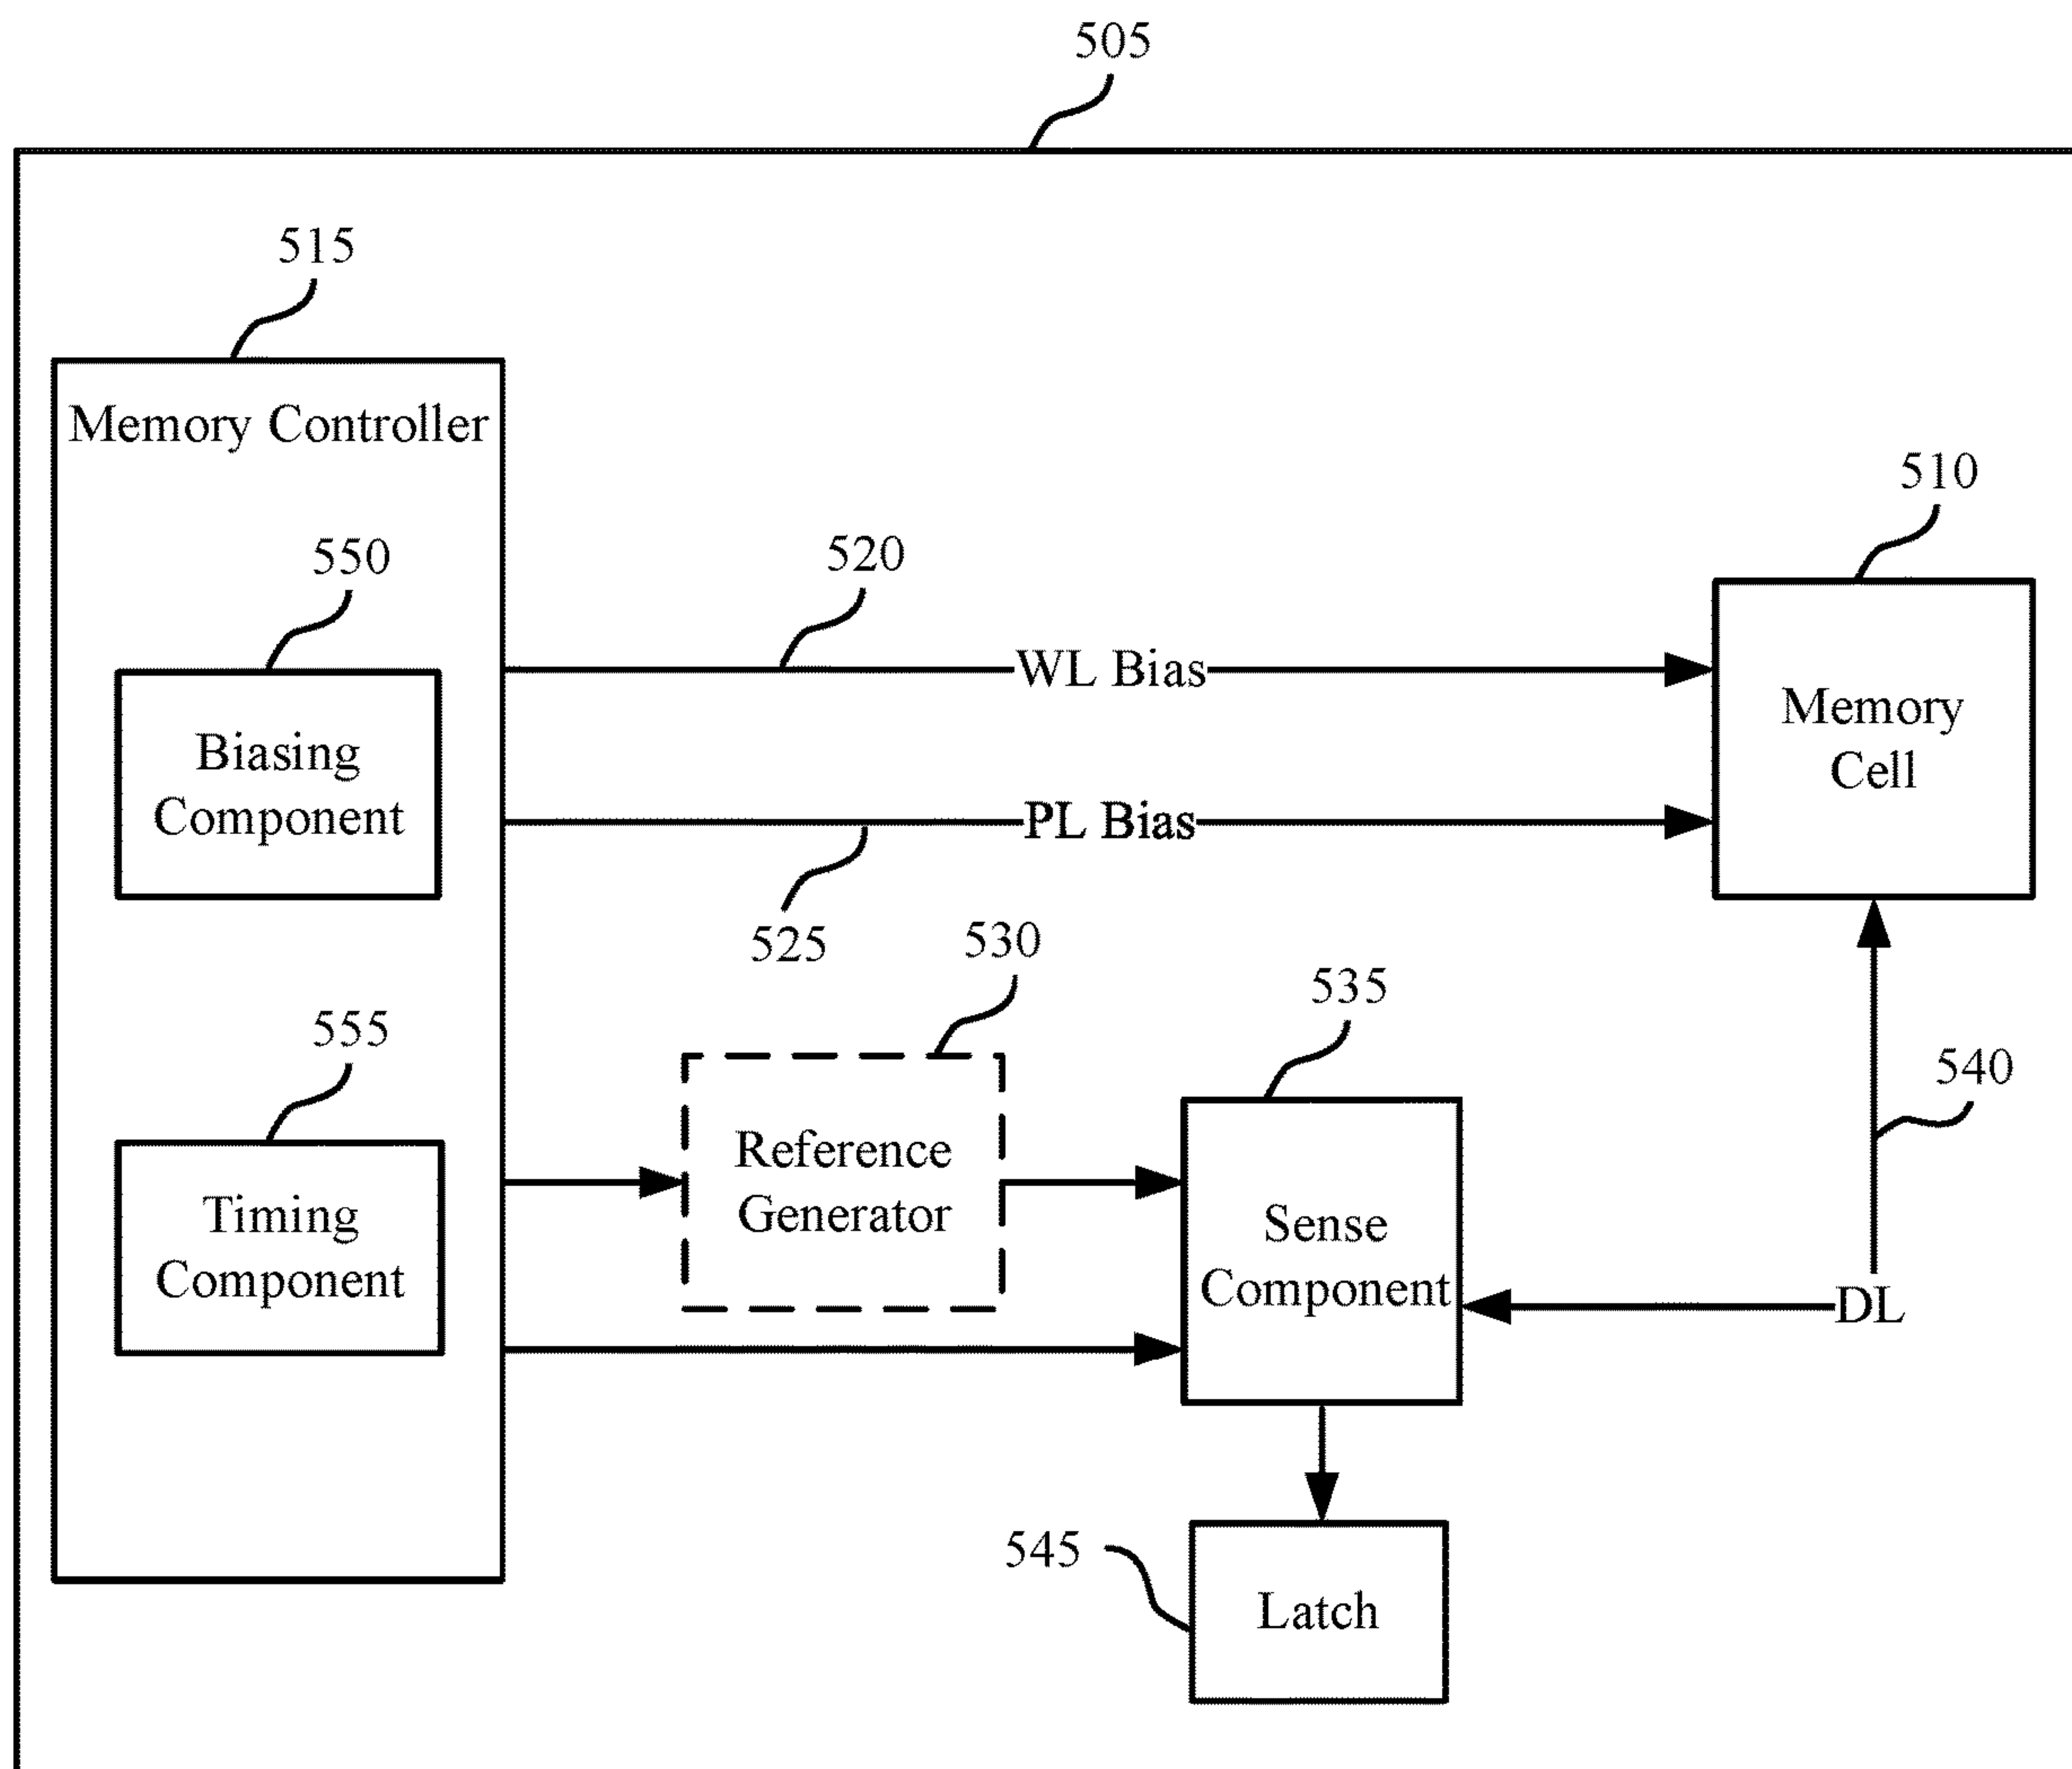 505
515
Memory Controller
510
550
520
WL Bias
Memory
Cell
Biasing
Component
PL Bias
525
530
535
555
540
Reference
Generator
Timing
Component
Sense
Component
DL
545
Latch